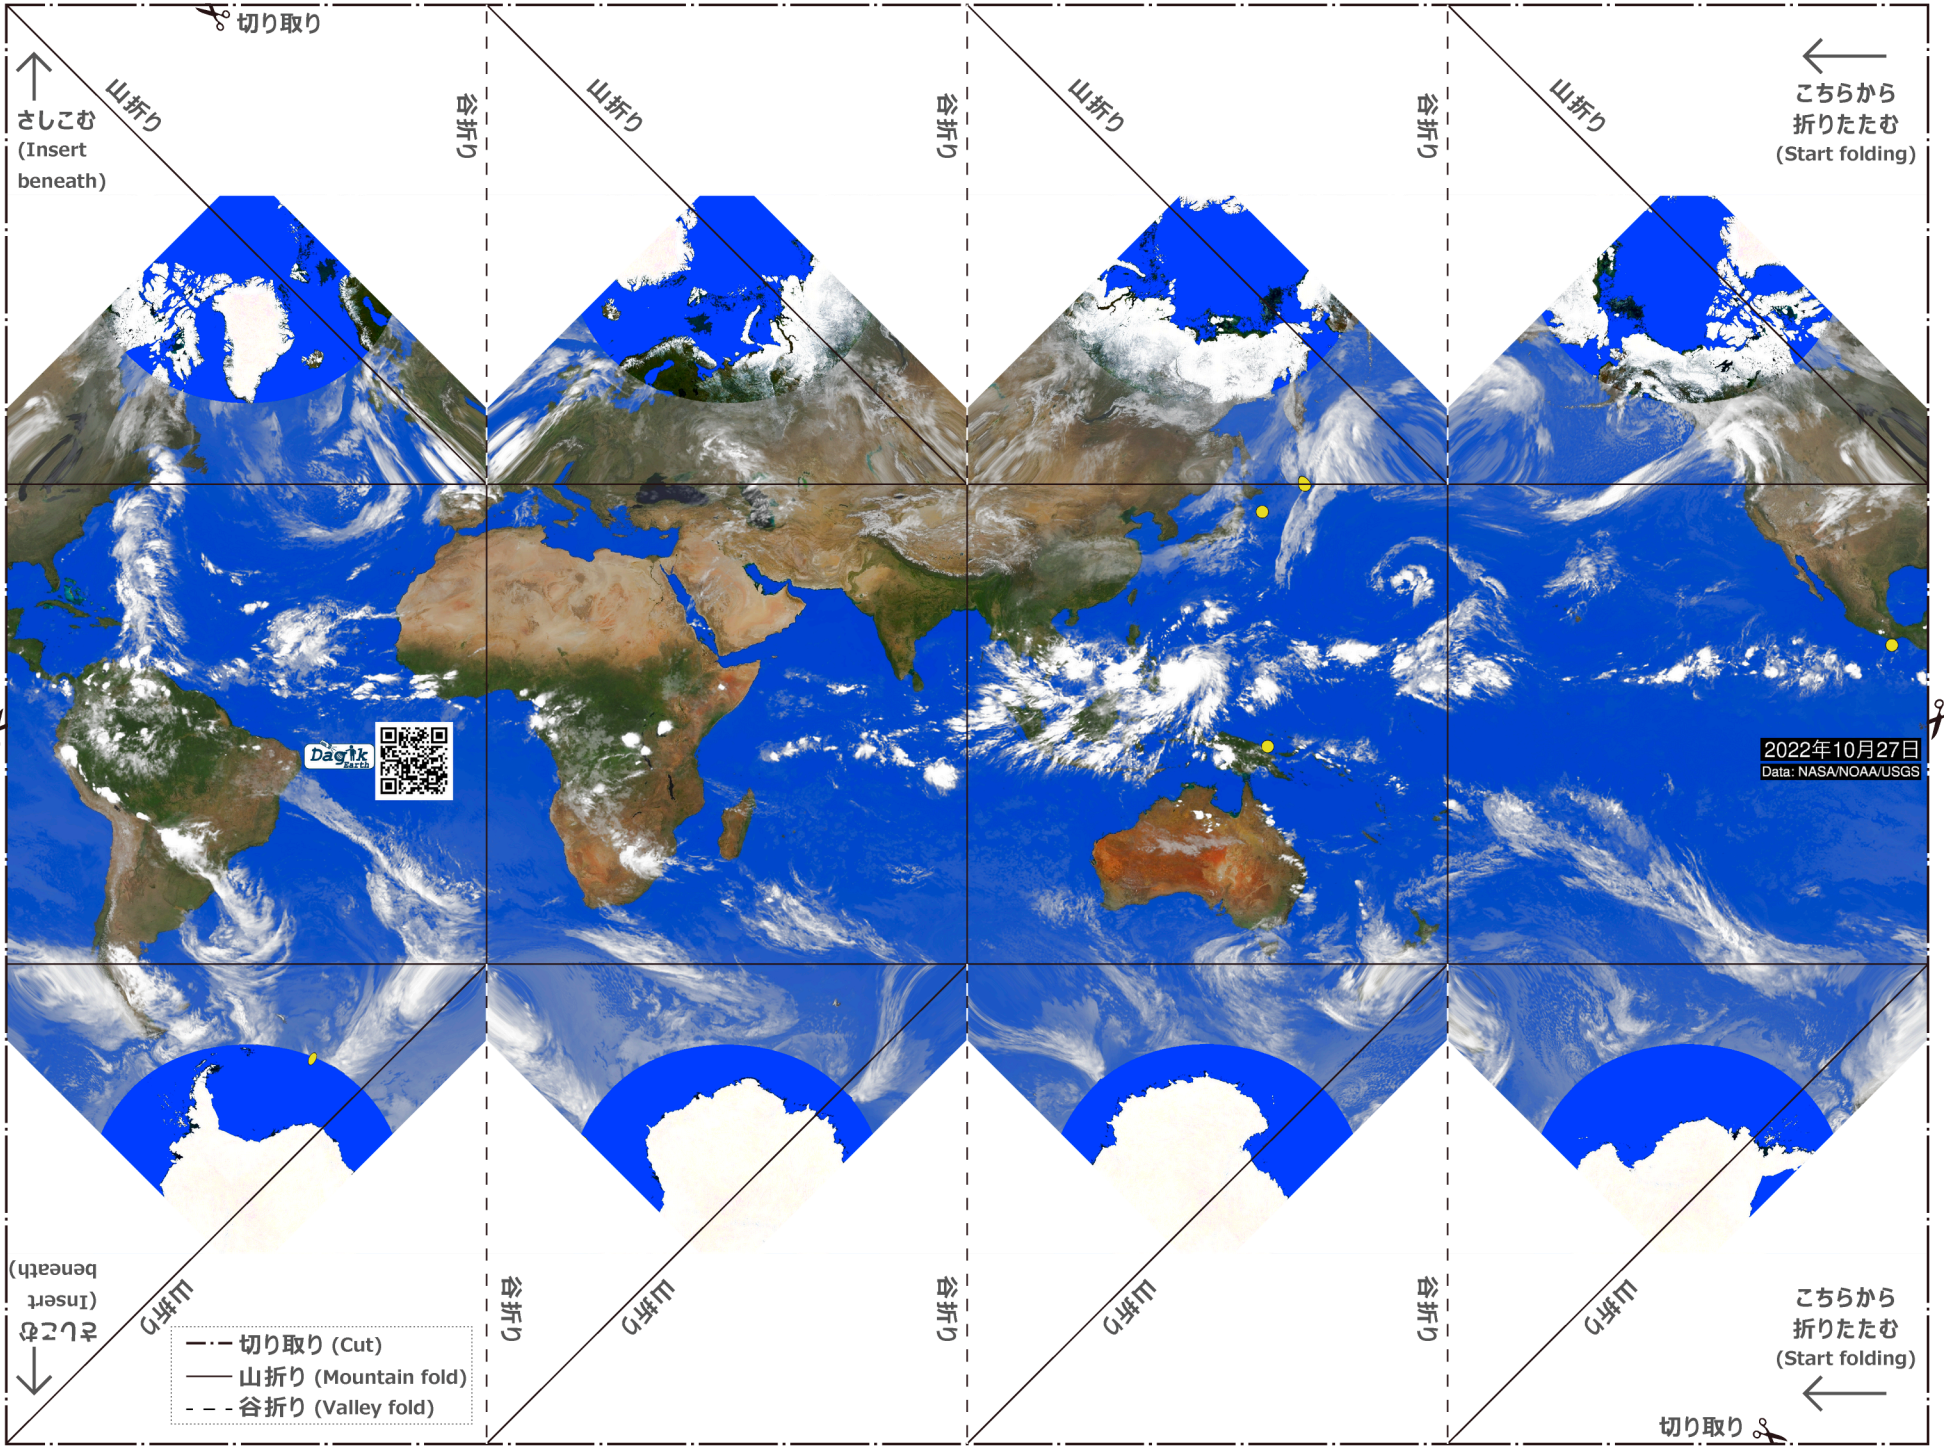 切り取り
山折り
谷折り
山折り
谷折り
山折り
谷折り
山折り
こちらから
折りたたむ
(Start folding)
さしこむ
(Insert
beneath)
Dagik
Earth
2022年10月27日
Data: NASA/NOAA/USGS
さしこむ
(Insert
beneath)
山折り
谷折り
山折り
谷折り
山折り
谷折り
山折り
こちらから
折りたたむ
(Start folding)
切り取り (Cut)
山折り (Mountain fold)
谷折り (Valley fold)
切り取り